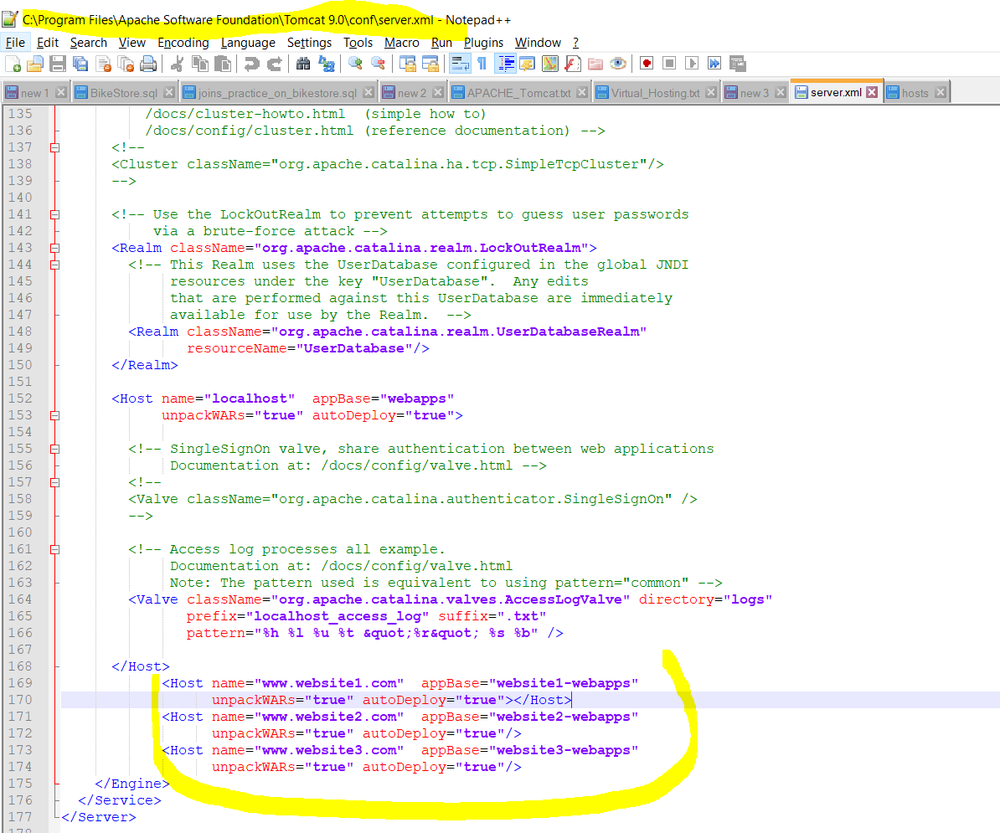 C:\Program Files\Apache Software Foundation\Tomcat 9.0\conf\server.xml - Notepad++
File Edit Search View Encoding Language Settings Tools Macro Run Plugins Window ?
new 1 BikeStore.sql joins_practice_on_bikestore.sql new 2 APACHE_Tomcat.txt Virtual_Hosting.txt new 3 server.xml hosts
135 /docs/cluster-howto.html (simple how to)
136 /docs/config/cluster.html (reference documentation) -->
137 <!--
138 <Cluster className="org.apache.catalina.ha.tcp.SimpleTcpCluster"/>
139 -->
140
141 <!-- Use the LockOutRealm to prevent attempts to guess user passwords
142 via a brute-force attack -->
143 <Realm className="org.apache.catalina.realm.LockOutRealm">
144 <!-- This Realm uses the UserDatabase configured in the global JNDI
145 resources under the key "UserDatabase". Any edits
146 that are performed against this UserDatabase are immediately
147 available for use by the Realm. -->
148 <Realm className="org.apache.catalina.realm.UserDatabaseRealm"
149 resourceName="UserDatabase"/>
150 </Realm>
151
152 <Host name="localhost" appBase="webapps"
153 unpackWARs="true" autoDeploy="true">
154
155 <!-- SingleSignOn valve, share authentication between web applications
156 Documentation at: /docs/config/valve.html -->
157 <!--
158 <Valve className="org.apache.catalina.authenticator.SingleSignOn" />
159 -->
160
161 <!-- Access log processes all example.
162 Documentation at: /docs/config/valve.html
163 Note: The pattern used is equivalent to using pattern="common" -->
164 <Valve className="org.apache.catalina.valves.AccessLogValve" directory="logs"
165 prefix="localhost_access_log" suffix=".txt"
166 pattern="%h %l %u %t &quot;%r&quot; %s %b" />
167
168 </Host>
169 <Host name="www.website1.com" appBase="website1-webapps"
170 unpackWARs="true" autoDeploy="true"></Host>
171 <Host name="www.website2.com" appBase="website2-webapps"
172 unpackWARs="true" autoDeploy="true"/>
173 <Host name="www.website3.com" appBase="website3-webapps"
174 unpackWARs="true" autoDeploy="true"/>
175 </Engine>
176 </Service>
177 </Server>
178